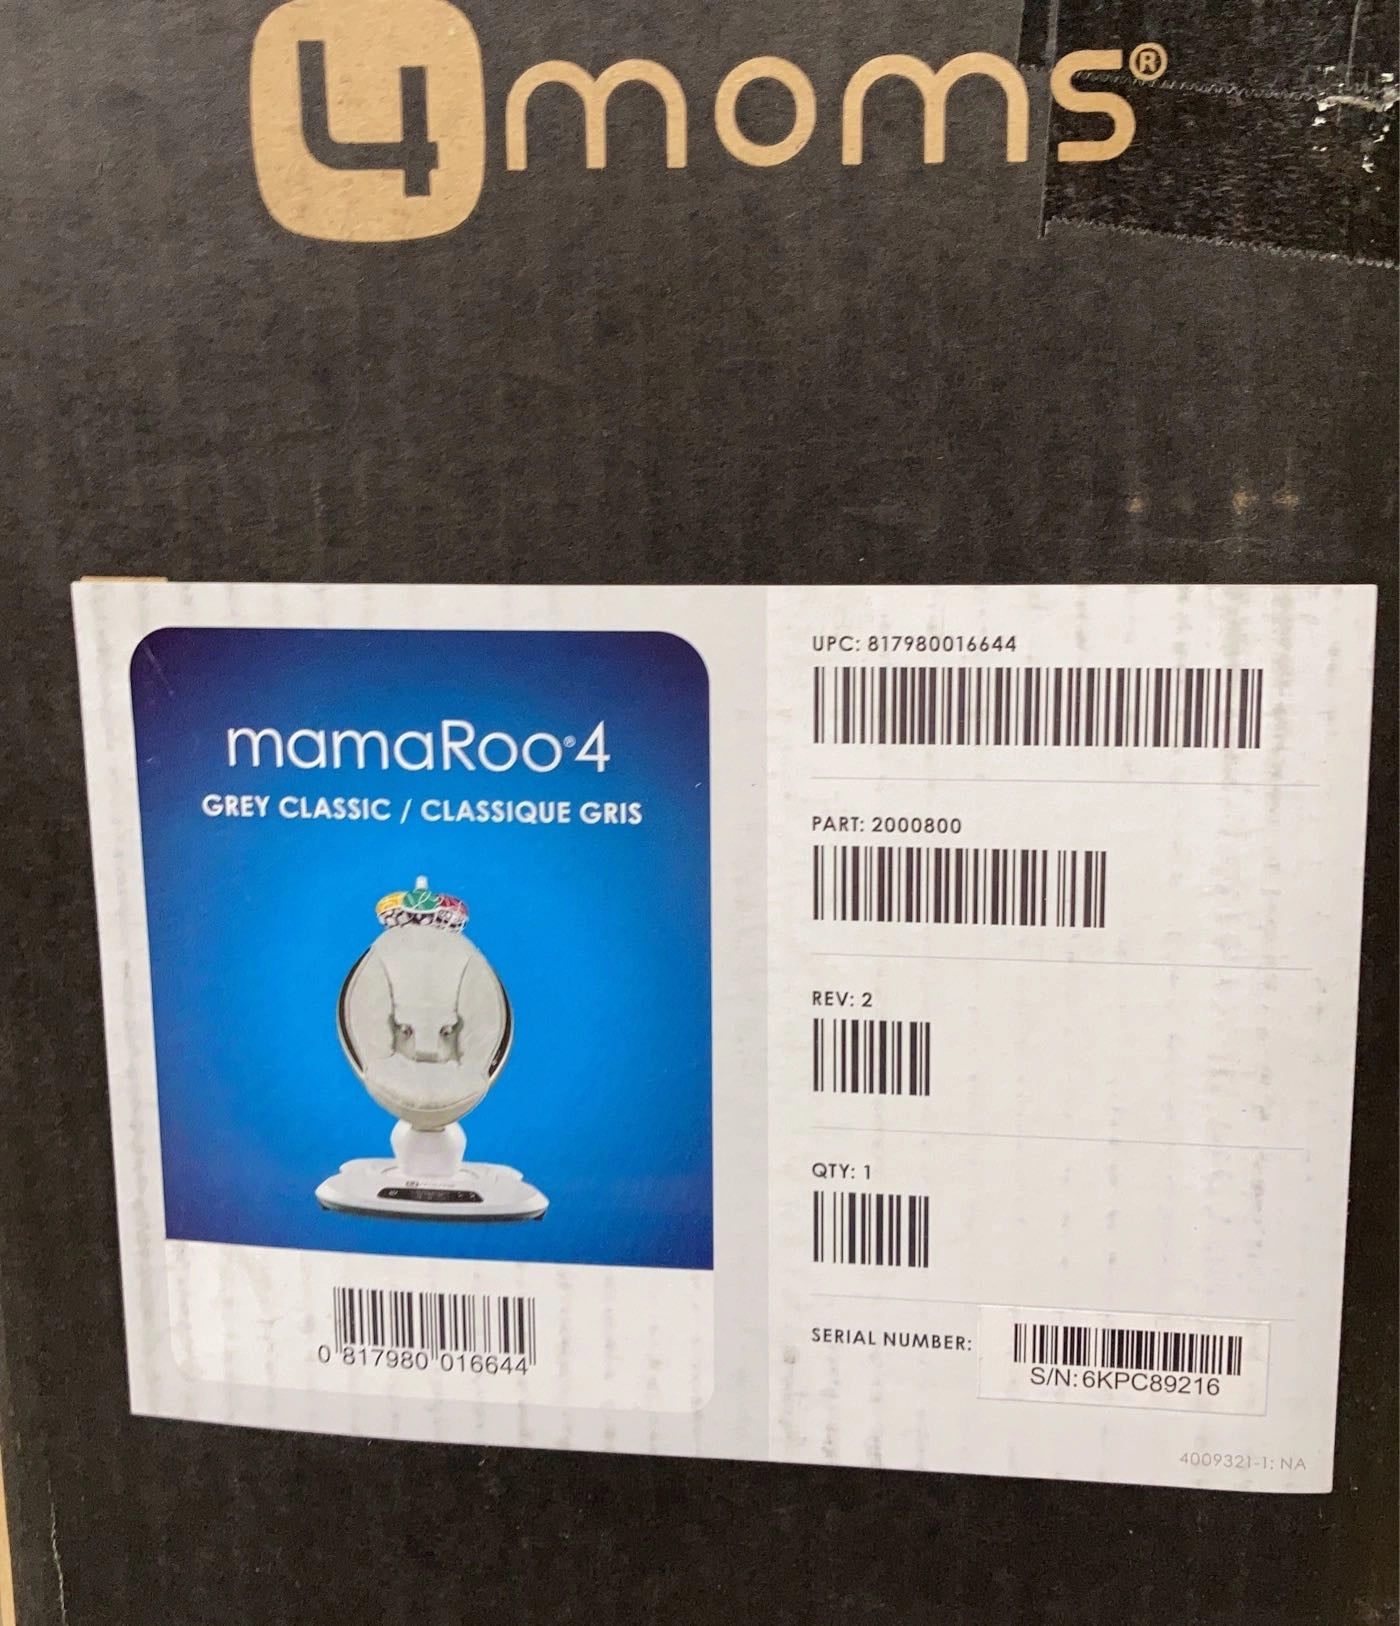 4moms®
mamaRoo®4
GREY CLASSIC / CLASSIQUE GRIS
0 817980 016644
UPC: 817980016644
PART: 2000800
REV: 2
QTY: 1
SERIAL NUMBER:
S/N:6KPC89216
4009321-1: NA